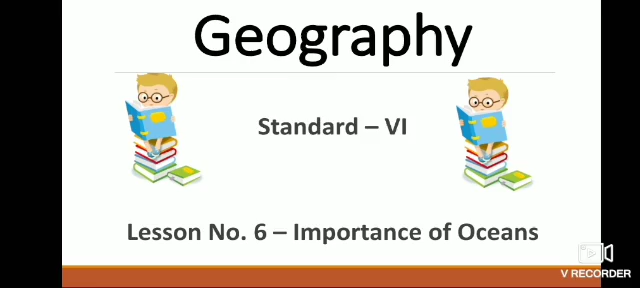 Geography
Standard – VI
Lesson No. 6 – Importance of Oceans
V RECORDER